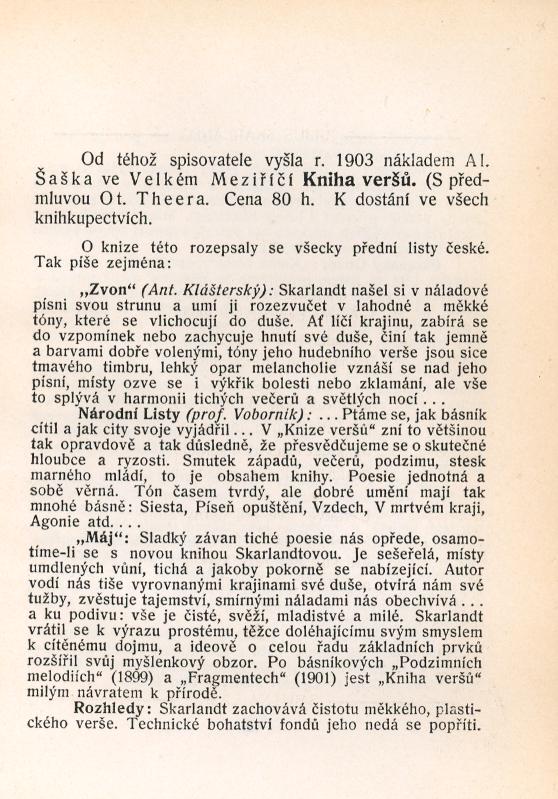 Od téhož spisovatele vyšla r. 1903 nákladem Al.
Šaška ve Velkém Meziříčí Kniha veršů. (S před-
mluvou Ot. Theera. Cena 80 h. K dostání ve všech
knihkupectvích.
O knize této rozepsaly se všecky přední listy české.
Tak píše zejména:
„Zvon“ (Ant. Klášterský): Skarlandt našel si v náladové
písni svou strunu a umí ji rozezvučet v lahodné a měkké
tóny, které se vlichocují do duše. Ať líčí krajinu, zabírá se
do vzpomínek nebo zachycuje hnutí své duše, činí tak jemně
a barvami dobře volenými, tóny jeho hudebního verše jsou sice
tmavého timbru, lehký opar melancholie vznáší se nad jeho
písní, místy ozve se i výkřik bolesti nebo zklamání, ale vše
to splývá v harmonii tichých večerů a světlých nocí . . .
Národní Listy (prof. Voborník): . . . Ptáme se, jak básník
cítil a jak city svoje vyjádřil . . . V „Knize veršů“ zní to většinou
tak opravdově a tak důsledně, že přesvědčujeme se o skutečné
hloubce a ryzosti. Smutek západů, večerů, podzimu, stesk
marného mládí, to je obsahem knihy. Poesie jednotná a
sobě věrná. Tón časem tvrdý, ale dobré umění mají tak
mnohé básně: Siesta, Píseň opuštění, Vzdech, V mrtvém kraji,
Agonie atd. . . .
„Máj“: Sladký závan tiché poesie nás opřede, osamo-
tíme-li se s novou knihou Skarlandtovou. Je sešeřelá, místy
umdlených vůní, tichá a jakoby pokorně se nabízející. Autor
vodí nás tiše vyrovnanými krajinami své duše, otvírá nám své
tužby, zvěstuje tajemství, smírnými náladami nás obechvívá . . .
a ku podivu: vše je čisté, svěží, mladistvé a milé. Skarlandt
vrátil se k výrazu prostému, těžce doléhajícímu svým smyslem
k cítěnému dojmu, a ideově o celou řadu základních prvků
rozšířil svůj myšlenkový obzor. Po básníkových „Podzimních
melodiích“ (1899) a „Fragmentech“ (1901) jest „Kniha veršů“
milým návratem k přírodě.
Rozhledy: Skarlandt zachovává čistotu měkkého, plasti-
ckého verše. Technické bohatství fondů jeho nedá se popříti.